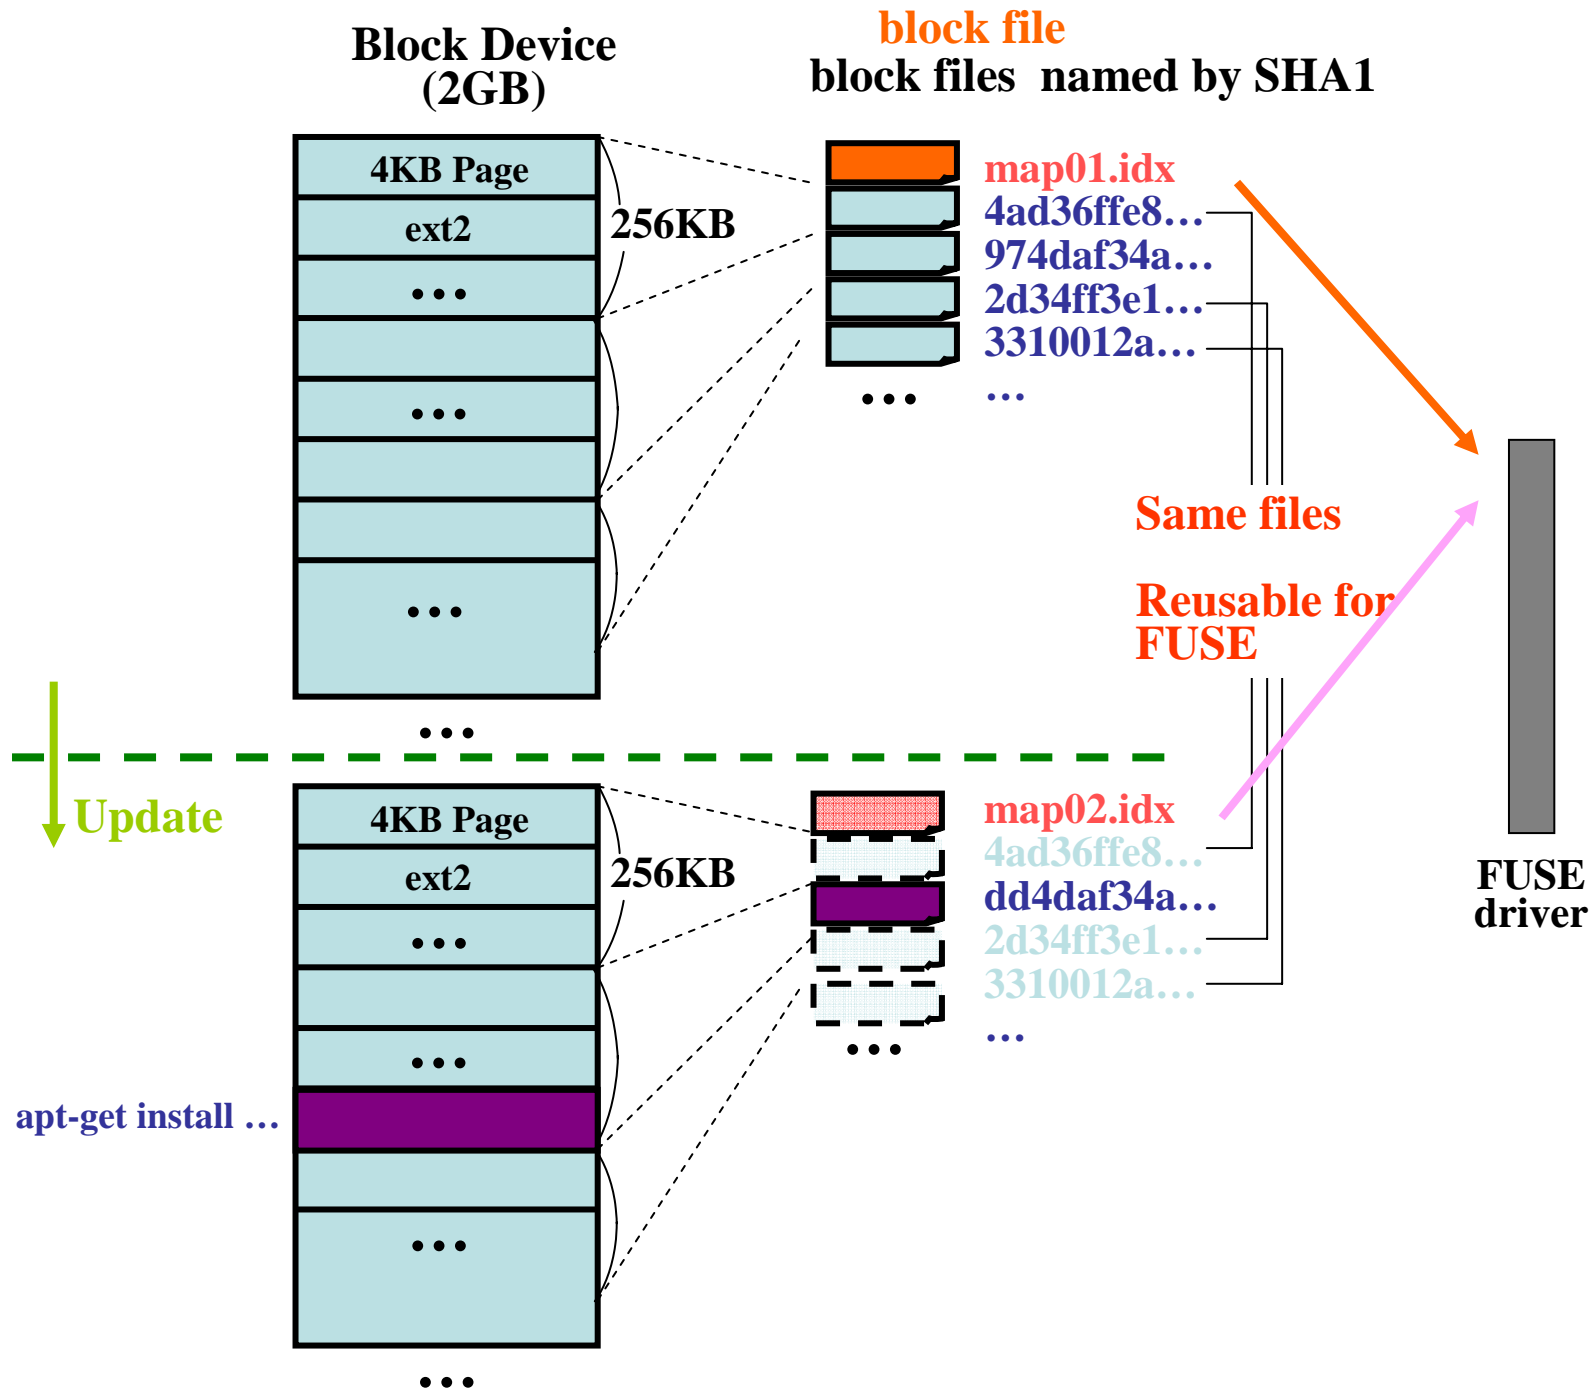 Block Device
(2GB)
block file
block files named by SHA1
4KB Page
ext2
...
256KB
...
...
...
map01.idx
4ad36ffe8…
974daf34a…
2d34ff3e1…
3310012a…
…
...
Same files
Reusable for
FUSE
Update
4KB Page
ext2
...
256KB
...
apt-get install …
...
...
map02.idx
4ad36ffe8…
dd4daf34a…
2d34ff3e1…
3310012a…
…
...
FUSE
driver